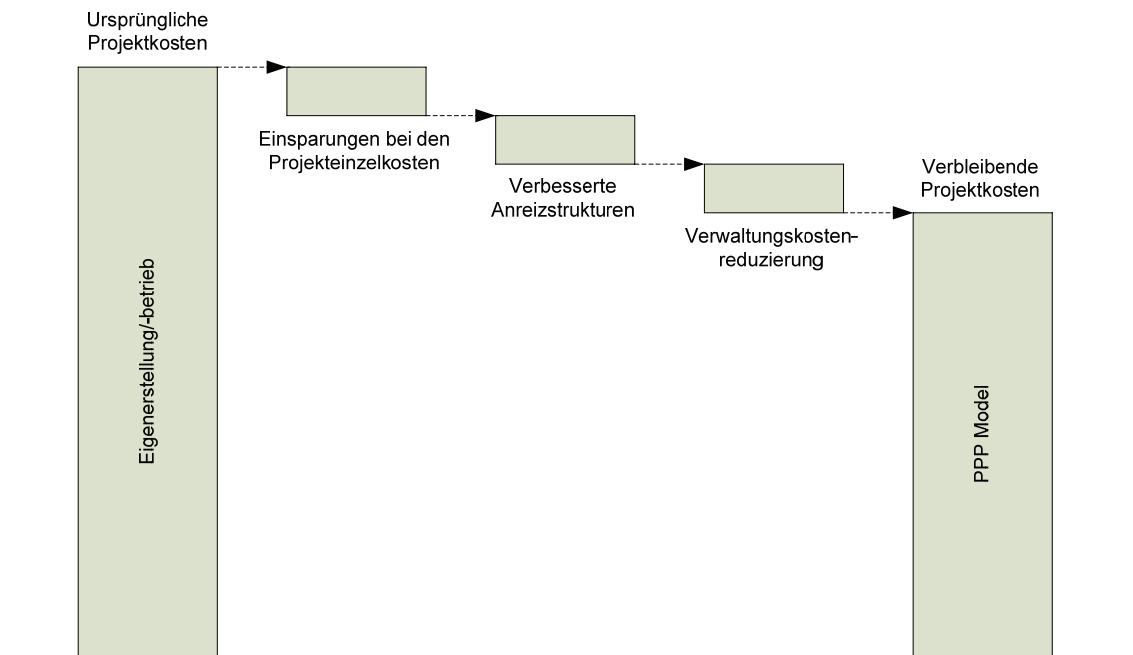 Ursprüngliche
Projektkosten
Einsparungen bei den
Projekteinzelkosten
Verbesserte
Anreizstrukturen
Verwaltungskosten-
reduzierung
Verbleibende
Projektkosten
Eigenerstellung/-betrieb
PPP Model